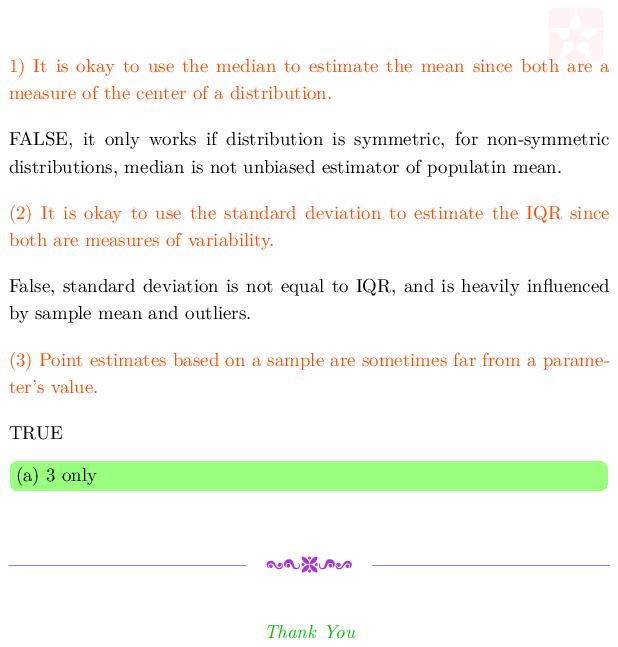 1) It is okay to use the median to estimate the mean since both are a
measure of the center of a distribution.
FALSE, it only works if distribution is symmetric, for non-symmetric
distributions, median is not unbiased estimator of populatin mean.
(2) It is okay to use the standard deviation to estimate the IQR since
both are measures of variability.
False, standard deviation is not equal to IQR, and is heavily influenced
by sample mean and outliers.
(3) Point estimates based on a sample are sometimes far from a parame-
ter's value.
TRUE
(a) 3 only
Thank You